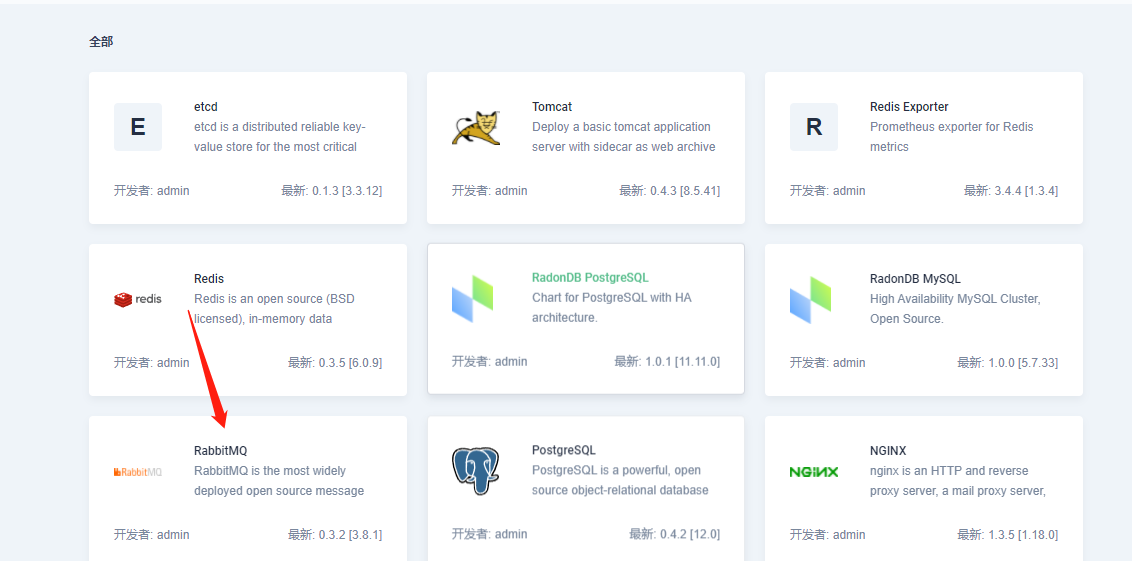 全部
E
etcd
etcd is a distributed reliable key-
value store for the most critical
开发者: admin
最新: 0.1.3 [3.3.12]
Tomcat
Deploy a basic tomcat application
server with sidecar as web archive
开发者: admin
最新: 0.4.3 [8.5.41]
R
Redis Exporter
Prometheus exporter for Redis
metrics
开发者: admin
最新: 3.4.4 [1.3.4]
redis
Redis
Redis is an open source (BSD
licensed), in-memory data
开发者: admin
最新: 0.3.5 [6.0.9]
RadonDB PostgreSQL
Chart for PostgreSQL with HA
architecture.
开发者: admin
最新: 1.0.1 [11.11.0]
RadonDB MySQL
High Availability MySQL Cluster,
Open Source.
开发者: admin
最新: 1.0.0 [5.7.33]
RabbitMQ
RabbitMQ
RabbitMQ is the most widely
deployed open source message
开发者: admin
最新: 0.3.2 [3.8.1]
PostgreSQL
PostgreSQL is a powerful, open
source object-relational database
开发者: admin
最新: 0.4.2 [12.0]
NGINX
NGINX
nginx is an HTTP and reverse
proxy server, a mail proxy server,
开发者: admin
最新: 1.3.5 [1.18.0]